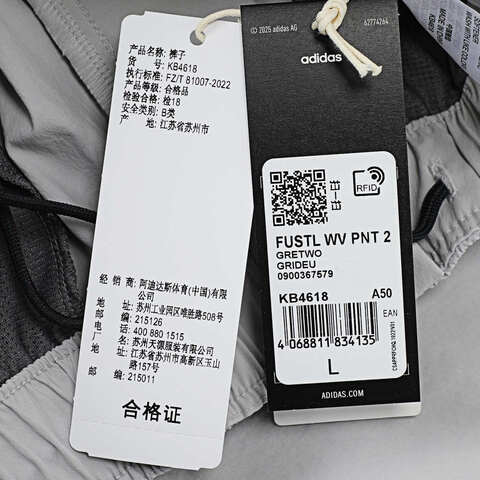 产品名称: 裤子
货 号: KB4618
执行标准: FZ/T 81007-2022
产品等级: 合格品
检验合格: 检18
安全类别: B类
产 地: 江苏省苏州市
经 销 商: 阿迪达斯体育(中国)有限
公司
地 址: 苏州工业园区唯胜路508号
邮 编: 215126
电 话: 400 880 1515
制 造 商: 苏州天源服装有限公司
地 址: 江苏省苏州市高新区玉山
路157号
邮 编: 215011
合格证
© 2025 adidas AG
62774264
adidas
RFID
FUSTL WV PNT 2
GRETWO
GRIDEU
0900367579
KB4618 A50
EAN
4 068811 834135
L
ADIDAS.COM